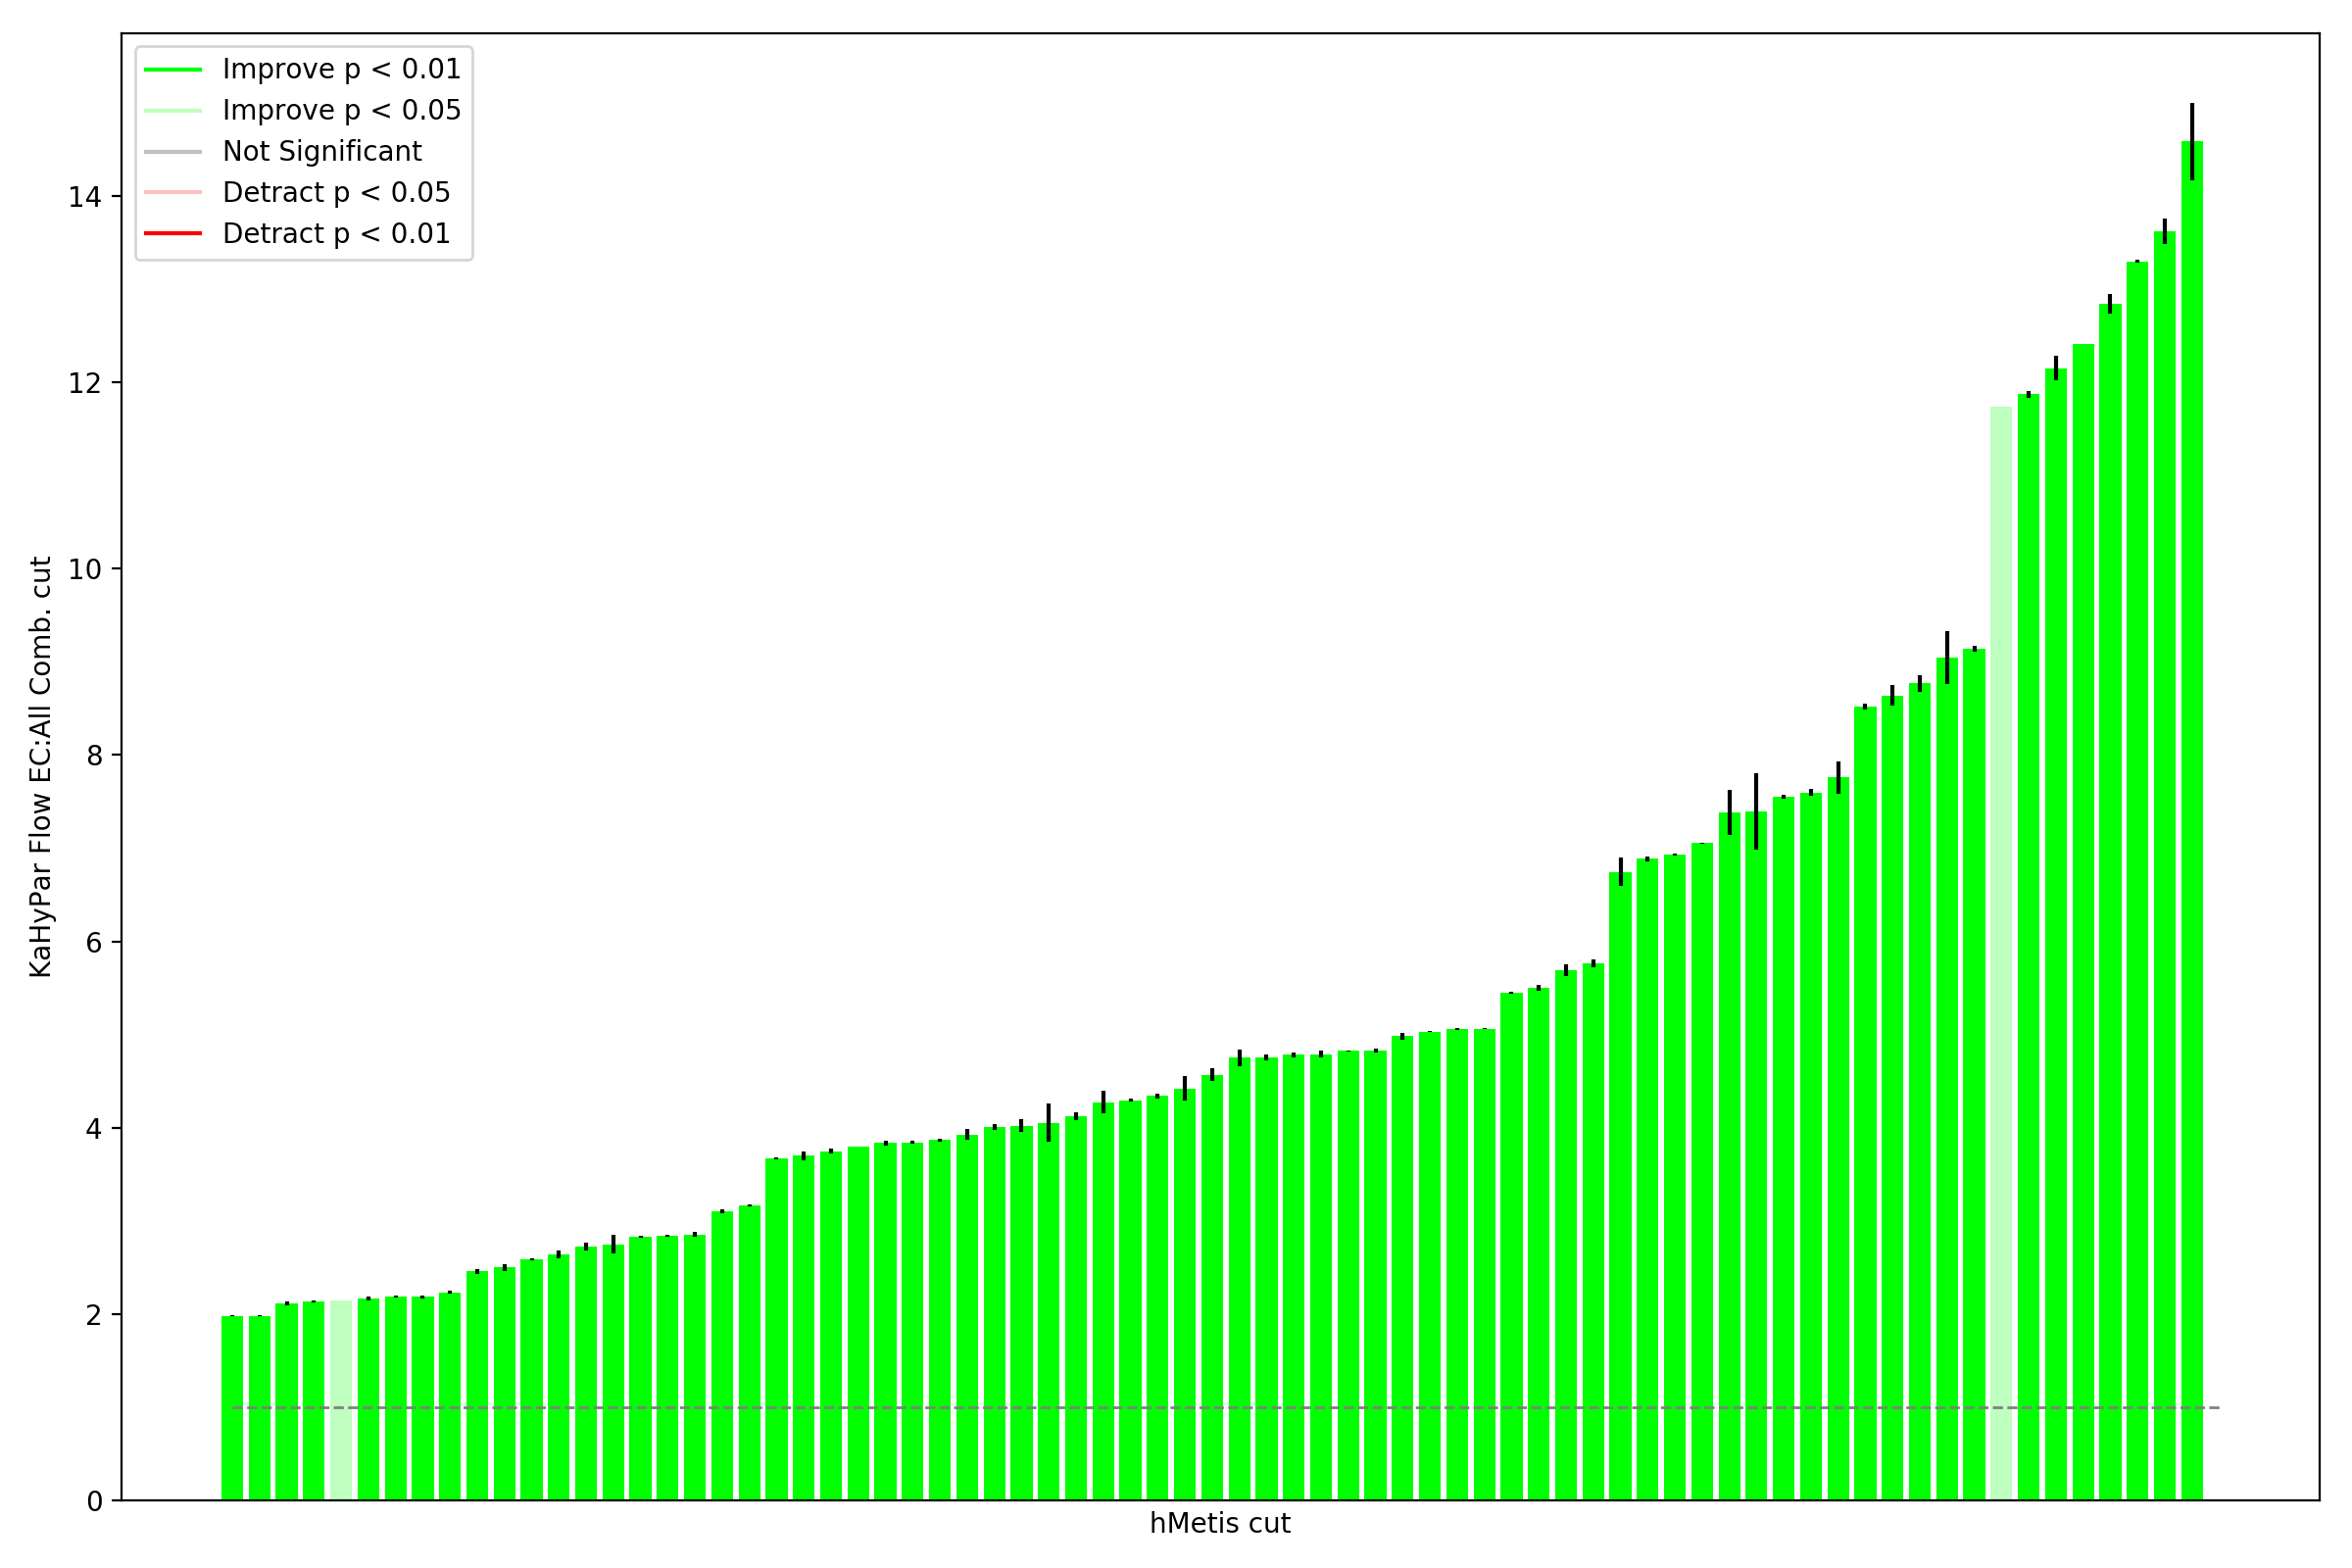 Improve p < 0.01
Improve p < 0.05
Not Significant
Detract p < 0.05
Detract p < 0.01
14
12
10
8
6
4
2
0
KaHyPar Flow EC:All Comb. cut
hMetis cut